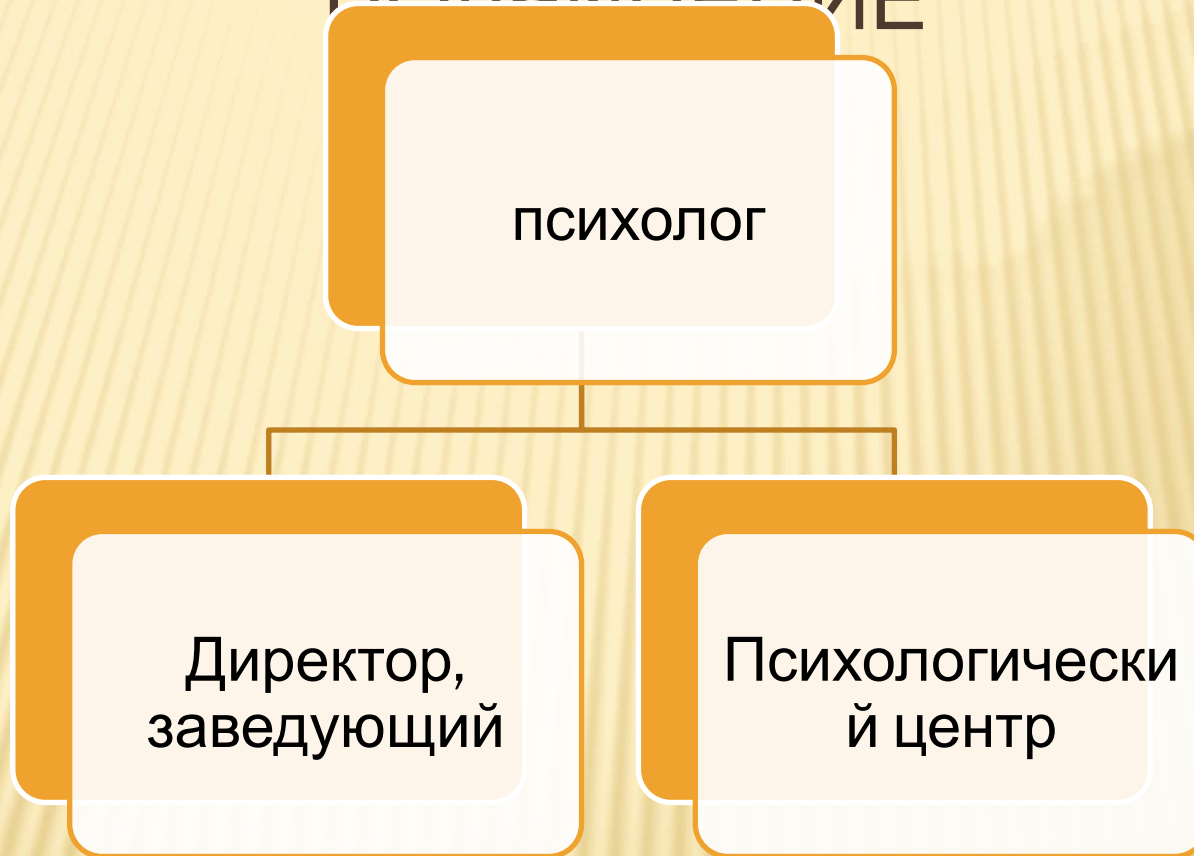 психолог
Директор,
заведующий
Психологически
й центр